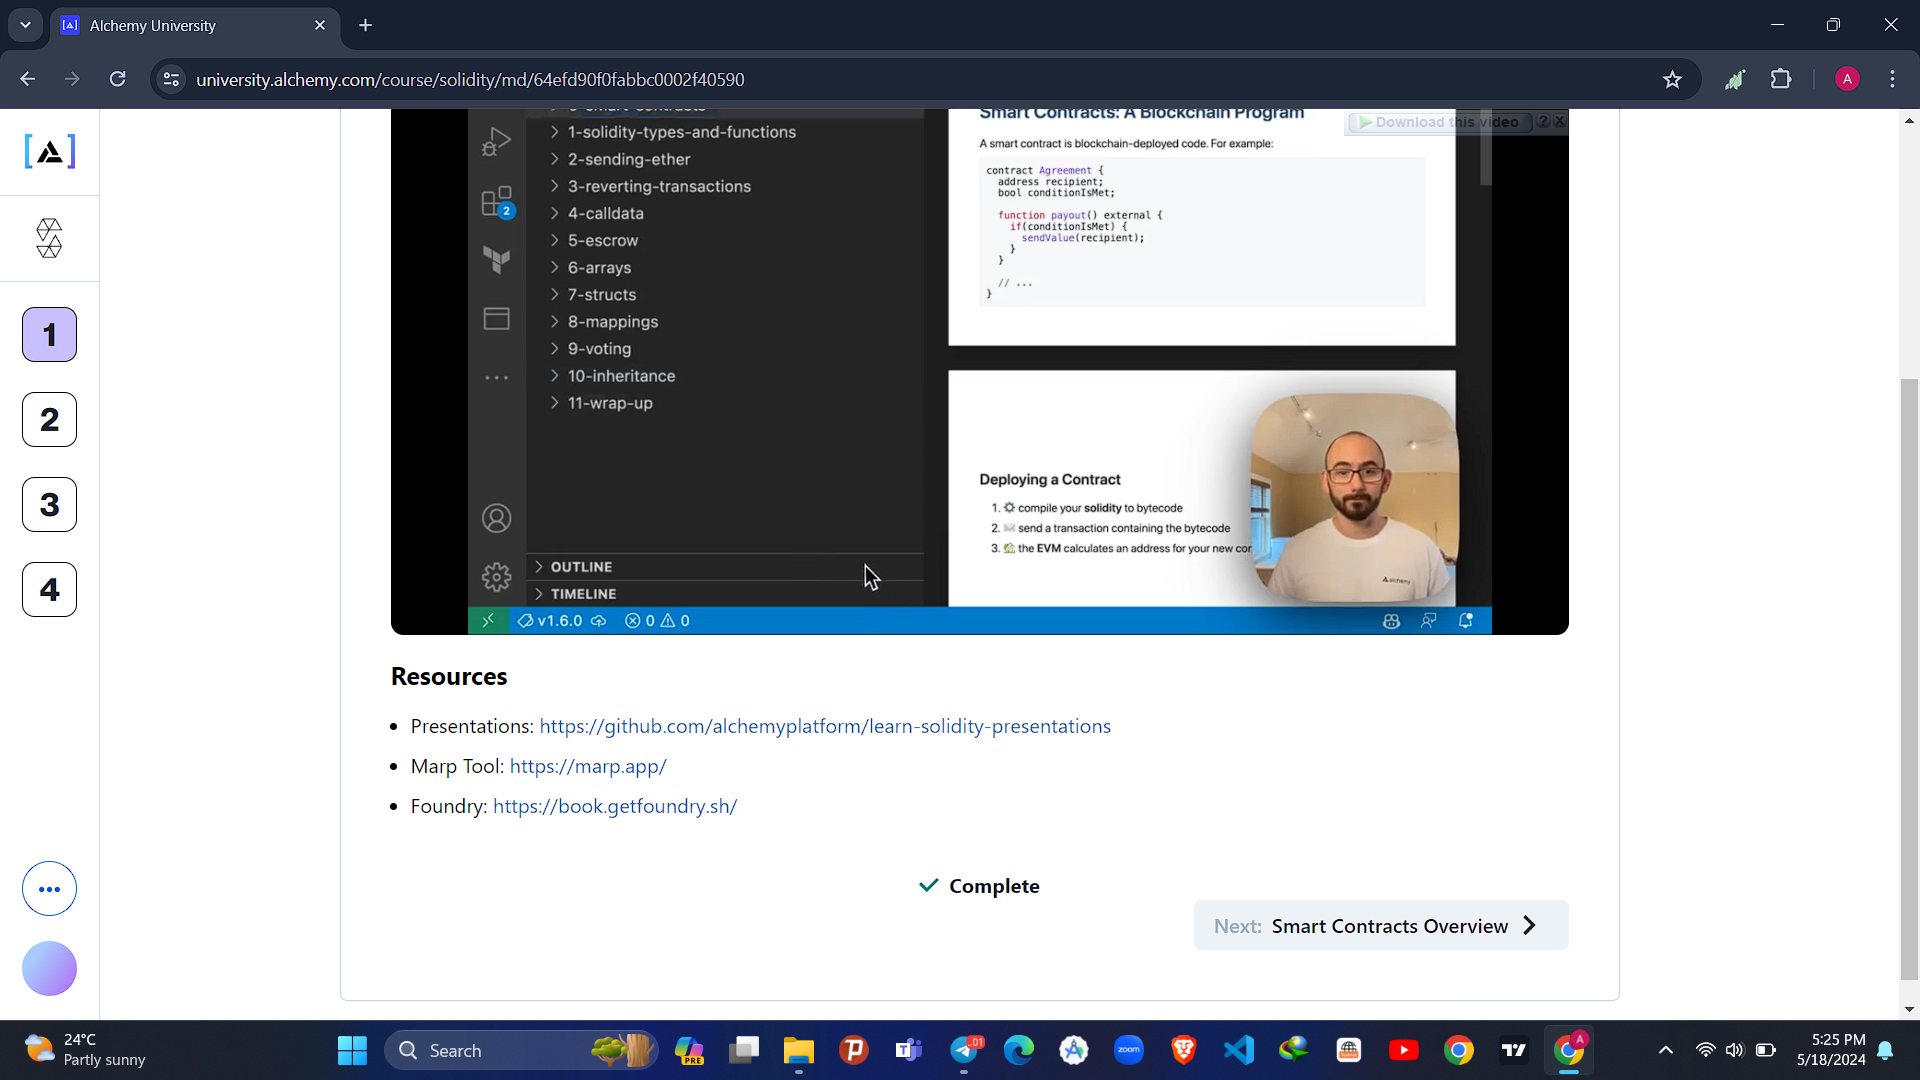 Alchemy University
university.alchemy.com/course/solidity/md/64efd90f0fabbc0002f40590
A
1
2
3
4
1-solidity-types-and-functions
2-sending-ether
3-reverting-transactions
4-calldata
5-escrow
6-arrays
7-structs
8-mappings
9-voting
10-inheritance
11-wrap-up
2
OUTLINE
TIMELINE
v1.6.0
0
0
Smart Contracts: A Blockchain Program
Download this video
A smart contract is blockchain-deployed code. For example:
contract Agreement {
address recipient;
bool conditionIsMet;
function payout() external {
if(conditionIsMet) {
sendValue(recipient);
}
}
// ...
}
Deploying a Contract
1. compile your solidity to bytecode
2. send a transaction containing the bytecode
3. the EVM calculates an address for your new
alchemy
Resources
• Presentations: https://github.com/alchemyplatform/learn-solidity-presentations
• Marp Tool: https://marp.app/
• Foundry: https://book.getfoundry.sh/
Complete
Next: Smart Contracts Overview
24°C
Partly sunny
Search
PRE
..01
zoom
A
5:25 PM
5/18/2024